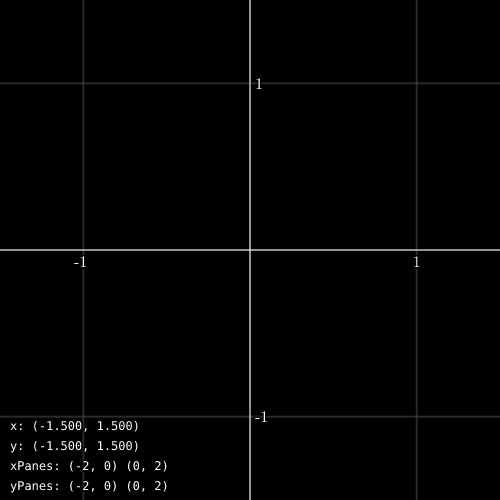 1
-1
1
-1
x: (-1.500, 1.500)
y: (-1.500, 1.500)
xPanes: (-2, 0) (0, 2)
yPanes: (-2, 0) (0, 2)